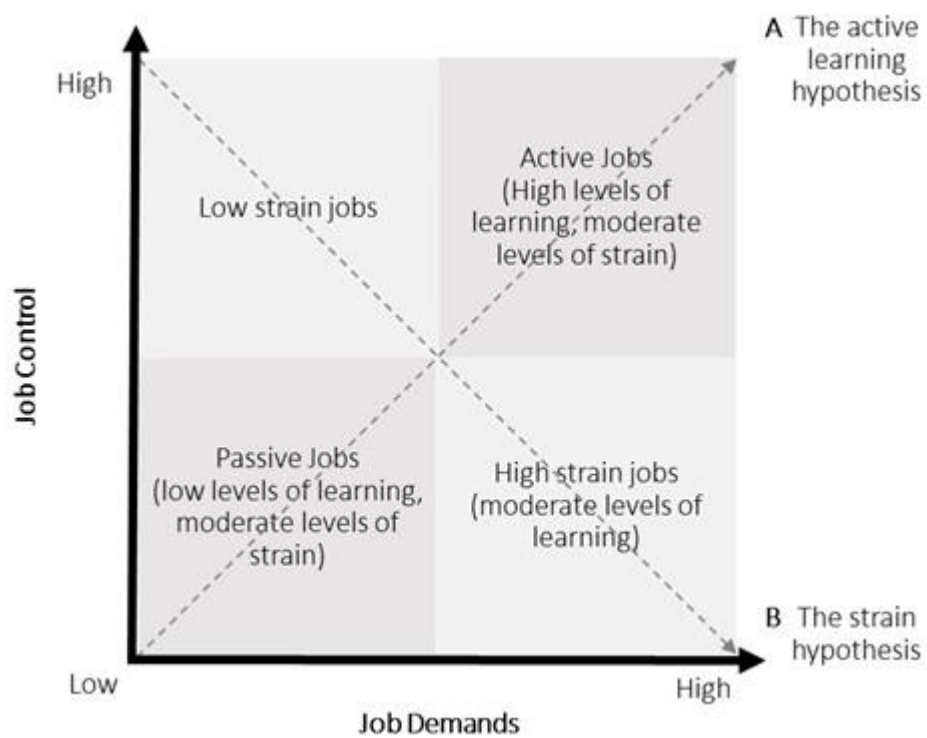 A The active
learning
hypothesis
High
Active Jobs
(High levels of
learning, moderate
levels of strain)
Low strain jobs
Job Control
Passive Jobs
(low levels of learning,
moderate levels of
strain)
High strain jobs
(moderate levels of
learning)
B The strain
hypothesis
Low
High
Job Demands